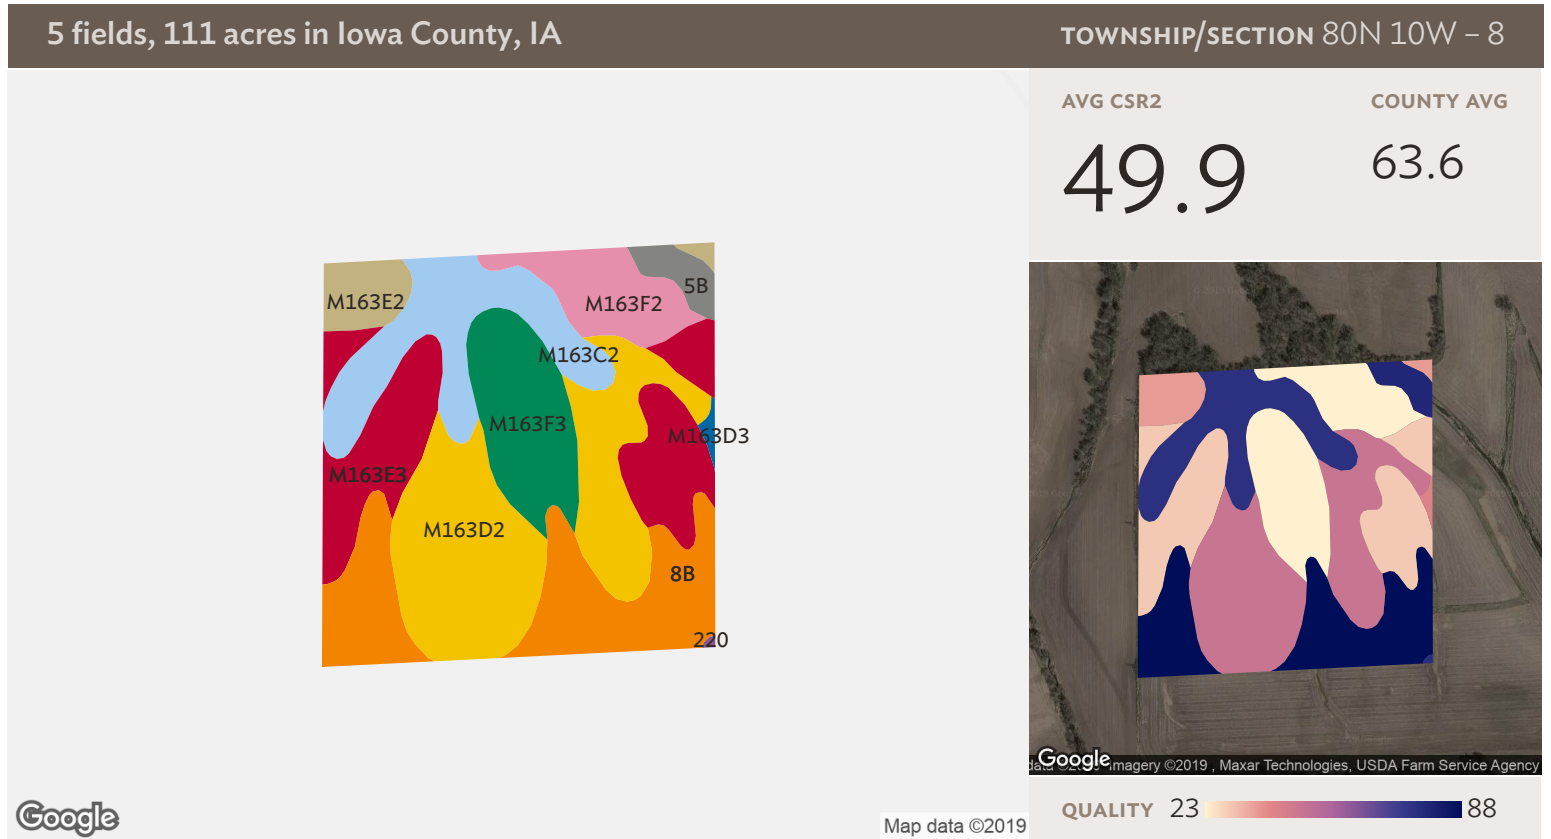 5 fields, 111 acres in Iowa County, IA
TOWNSHIP/SECTION 80N 10W – 8
AVG CSR2
COUNTY AVG
49.9
63.6
M163E2
5B
M163F2
M163C2
M163F3
M163D3
M163E3
M163D2
8B
220
Google
Imagery ©2019 , Maxar Technologies, USDA Farm Service Agency
QUALITY 23 88
Google
Map data ©2019